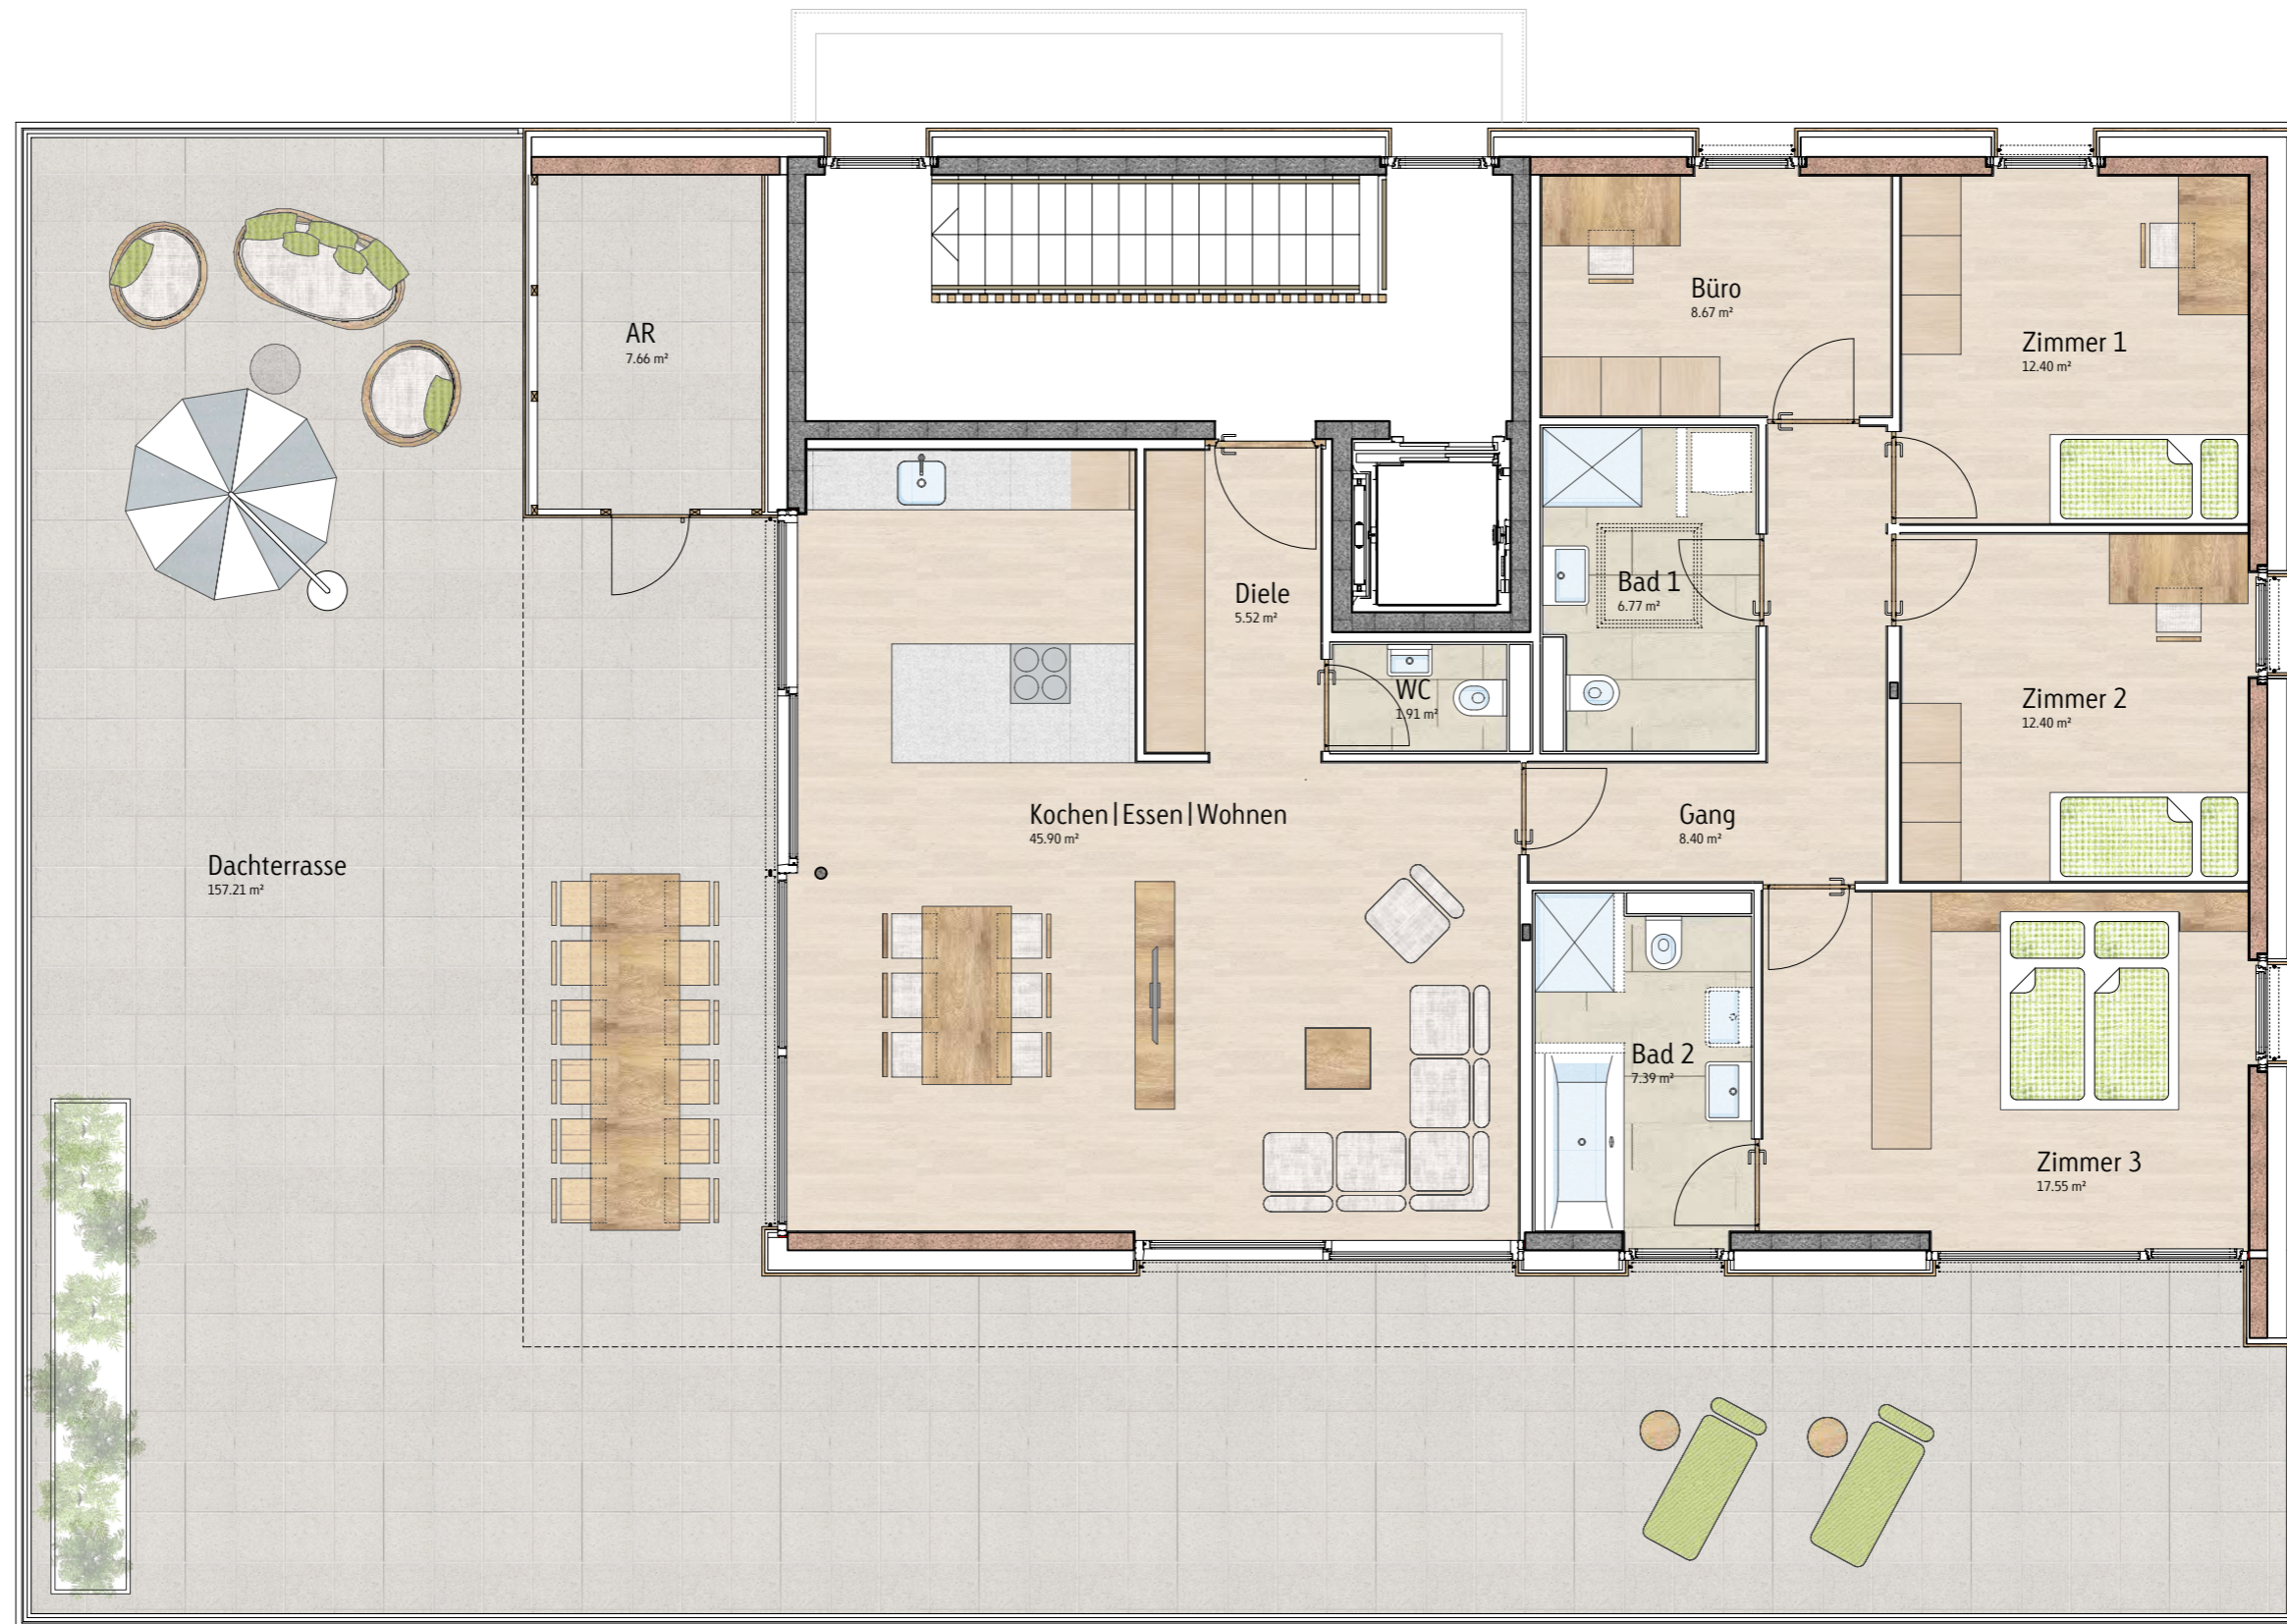 Büro
8.67 m²
AR
7.66 m²
Zimmer 1
12.40 m²
Bad 1
6.77 m²
Diele
5.52 m²
WC
1.91 m²
Zimmer 2
12.40 m²
Kochen|Essen|Wohnen
45.90 m²
Gang
8.40 m²
Dachterrasse
157.21 m²
Bad 2
7.39 m²
Zimmer 3
17.55 m²